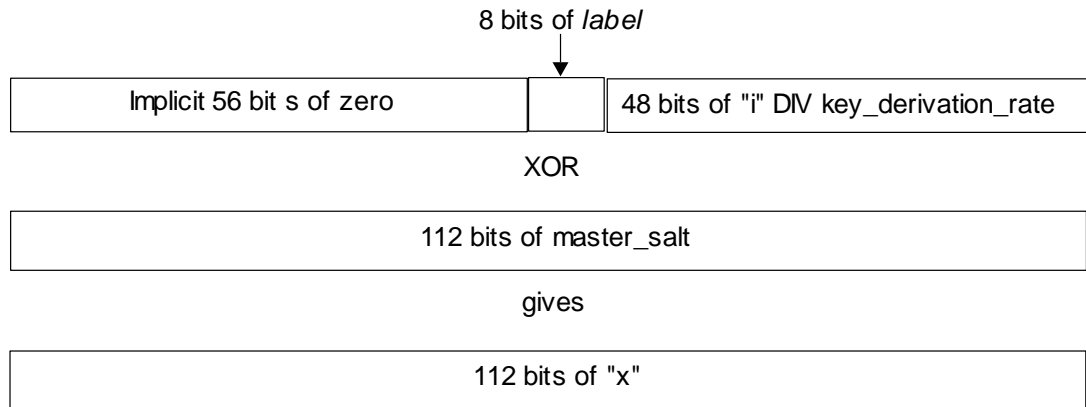 8 bits of label
Implicit 56 bit s of zero
48 bits of "i" DIV key_derivation_rate
XOR
112 bits of master_salt
gives
112 bits of "x"